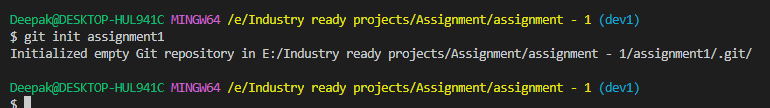 Deepak@DESKTOP-HUL941C MINGW64 /e/Industry ready projects/Assignment/assignment - 1 (dev1)
$ git init assignment1
Initialized empty Git repository in E:/Industry ready projects/Assignment/assignment - 1/assignment1/.git/
Deepak@DESKTOP-HUL941C MINGW64 /e/Industry ready projects/Assignment/assignment - 1 (dev1)
$